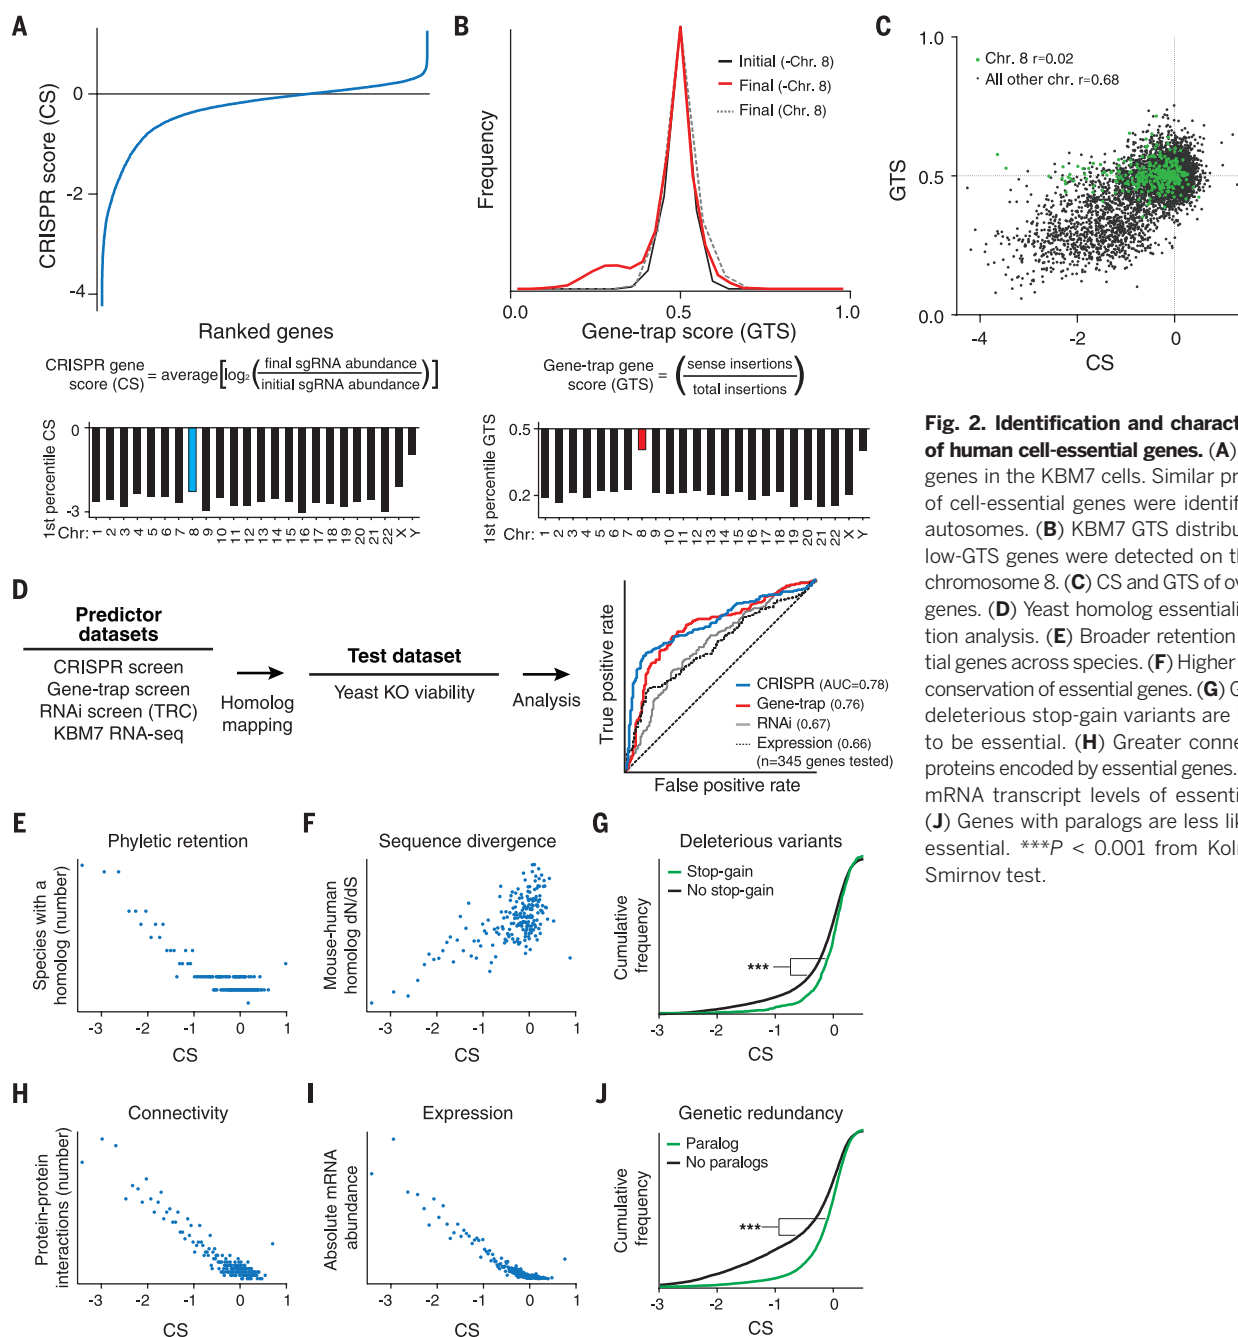 A
CRISPR score (CS)
0
-2
-4
Ranked genes
CRISPR gene score (CS) = average [log2 (final sgRNA abundance / initial sgRNA abundance)]
1st percentile CS
0
-3
Chr: 1 2 3 4 5 6 7 8 9 10 11 12 13 14 15 16 17 18 19 20 21 22 X Y
B
Frequency
Initial (-Chr. 8)
Final (-Chr. 8)
Final (Chr. 8)
0.0 0.5 1.0
Gene-trap score (GTS)
Gene-trap gene score (GTS) = (sense insertions / total insertions)
1st percentile GTS
0.5
0.2
Chr: 1 2 3 4 5 6 7 8 9 10 11 12 13 14 15 16 17 18 19 20 21 22 X Y
C
1.0
Chr. 8 r=0.02
All other chr. r=0.68
GTS
0.5
0.0
-4 -2 0
CS
Fig. 2. Identification and charact
of human cell-essential genes. (A)
genes in the KBM7 cells. Similar pr
of cell-essential genes were identif
autosomes. (B) KBM7 GTS distribu
low-GTS genes were detected on th
chromosome 8. (C) CS and GTS of ov
genes. (D) Yeast homolog essentiali
tion analysis. (E) Broader retention
tial genes across species. (F) Higher
conservation of essential genes. (G) G
deleterious stop-gain variants are
to be essential. (H) Greater conne
proteins encoded by essential genes.
mRNA transcript levels of essenti
(J) Genes with paralogs are less lik
essential. ***P < 0.001 from Kol
Smirnov test.
D
Predictor
datasets
CRISPR screen
Gene-trap screen
RNAi screen (TRC)
KBM7 RNA-seq
Homolog
mapping
Test dataset
Yeast KO viability
Analysis
True positive rate
CRISPR (AUC=0.78)
Gene-trap (0.76)
RNAi (0.67)
Expression (0.66)
(n=345 genes tested)
False positive rate
E
Phyletic retention
Species with a
homolog (number)
-3 -2 -1 0 1
CS
F
Sequence divergence
Mouse-human
homolog dN/dS
-3 -2 -1 0 1
CS
G
Deleterious variants
Stop-gain
No stop-gain
Cumulative
frequency
***
-3 -2 -1 0
CS
H
Connectivity
Protein-protein
interactions (number)
-3 -2 -1 0 1
CS
I
Expression
Absolute mRNA
abundance
-3 -2 -1 0 1
CS
J
Genetic redundancy
Paralog
No paralogs
Cumulative
frequency
***
-3 -2 -1 0
CS